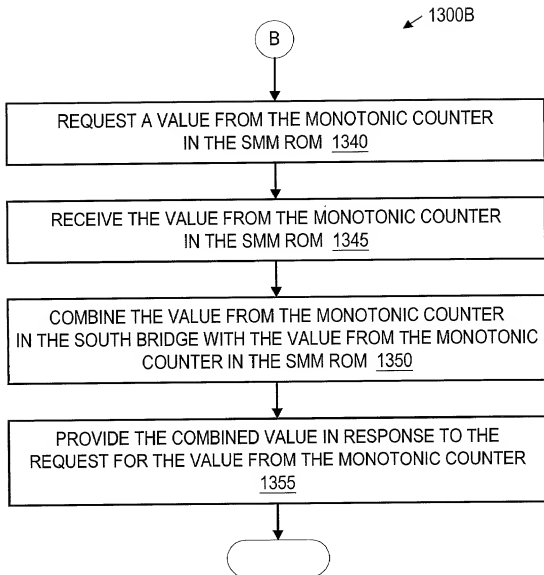 1300B
B
REQUEST A VALUE FROM THE MONOTONIC COUNTER
IN THE SMM ROM 1340
RECEIVE THE VALUE FROM THE MONOTONIC COUNTER
IN THE SMM ROM 1345
COMBINE THE VALUE FROM THE MONOTONIC COUNTER
IN THE SOUTH BRIDGE WITH THE VALUE FROM THE MONOTONIC
COUNTER IN THE SMM ROM 1350
PROVIDE THE COMBINED VALUE IN RESPONSE TO THE
REQUEST FOR THE VALUE FROM THE MONOTONIC COUNTER
1355